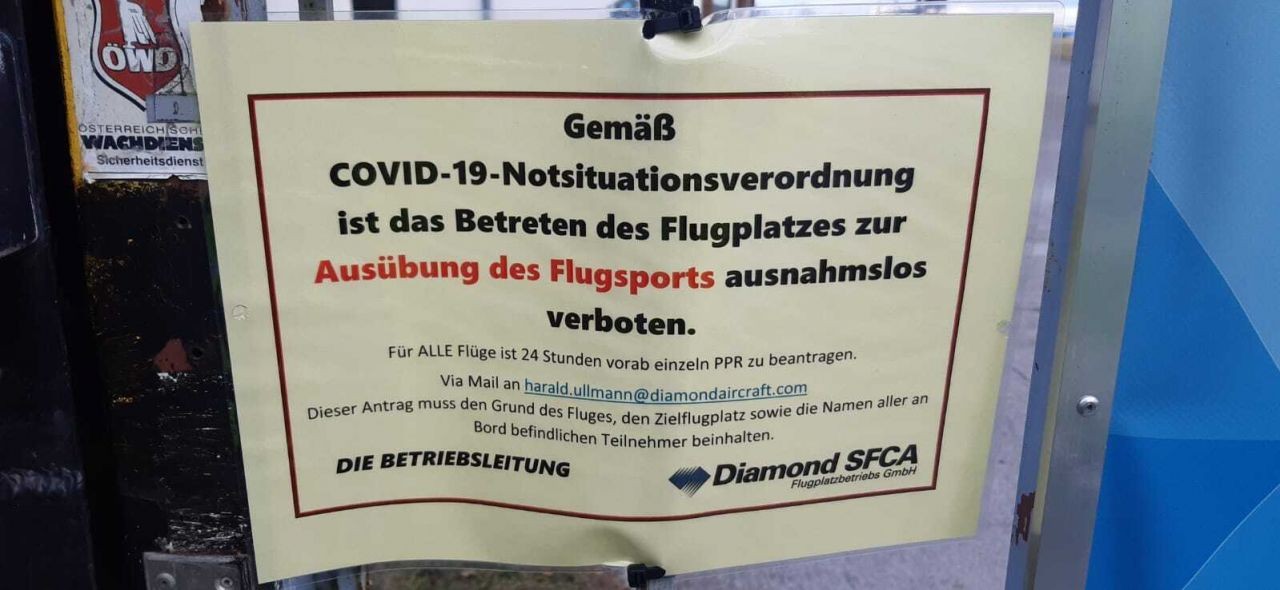 ÖWD
ÖSTERREICHISCH
WACHDIENS
Sicherheitsdienst
Gemäß
COVID-19-Notsituationsverordnung
ist das Betreten des Flugplatzes zur
Ausübung des Flugsports ausnahmslos
verboten.
Für ALLE Flüge ist 24 Stunden vorab einzeln PPR zu beantragen.
Via Mail an harald.ullmann@diamondaircraft.com
Dieser Antrag muss den Grund des Fluges, den Zielflugplatz sowie die Namen aller an
Bord befindlichen Teilnehmer beinhalten.
DIE BETRIEBSLEITUNG
Diamond SFCA
Flugplatzbetriebs GmbH